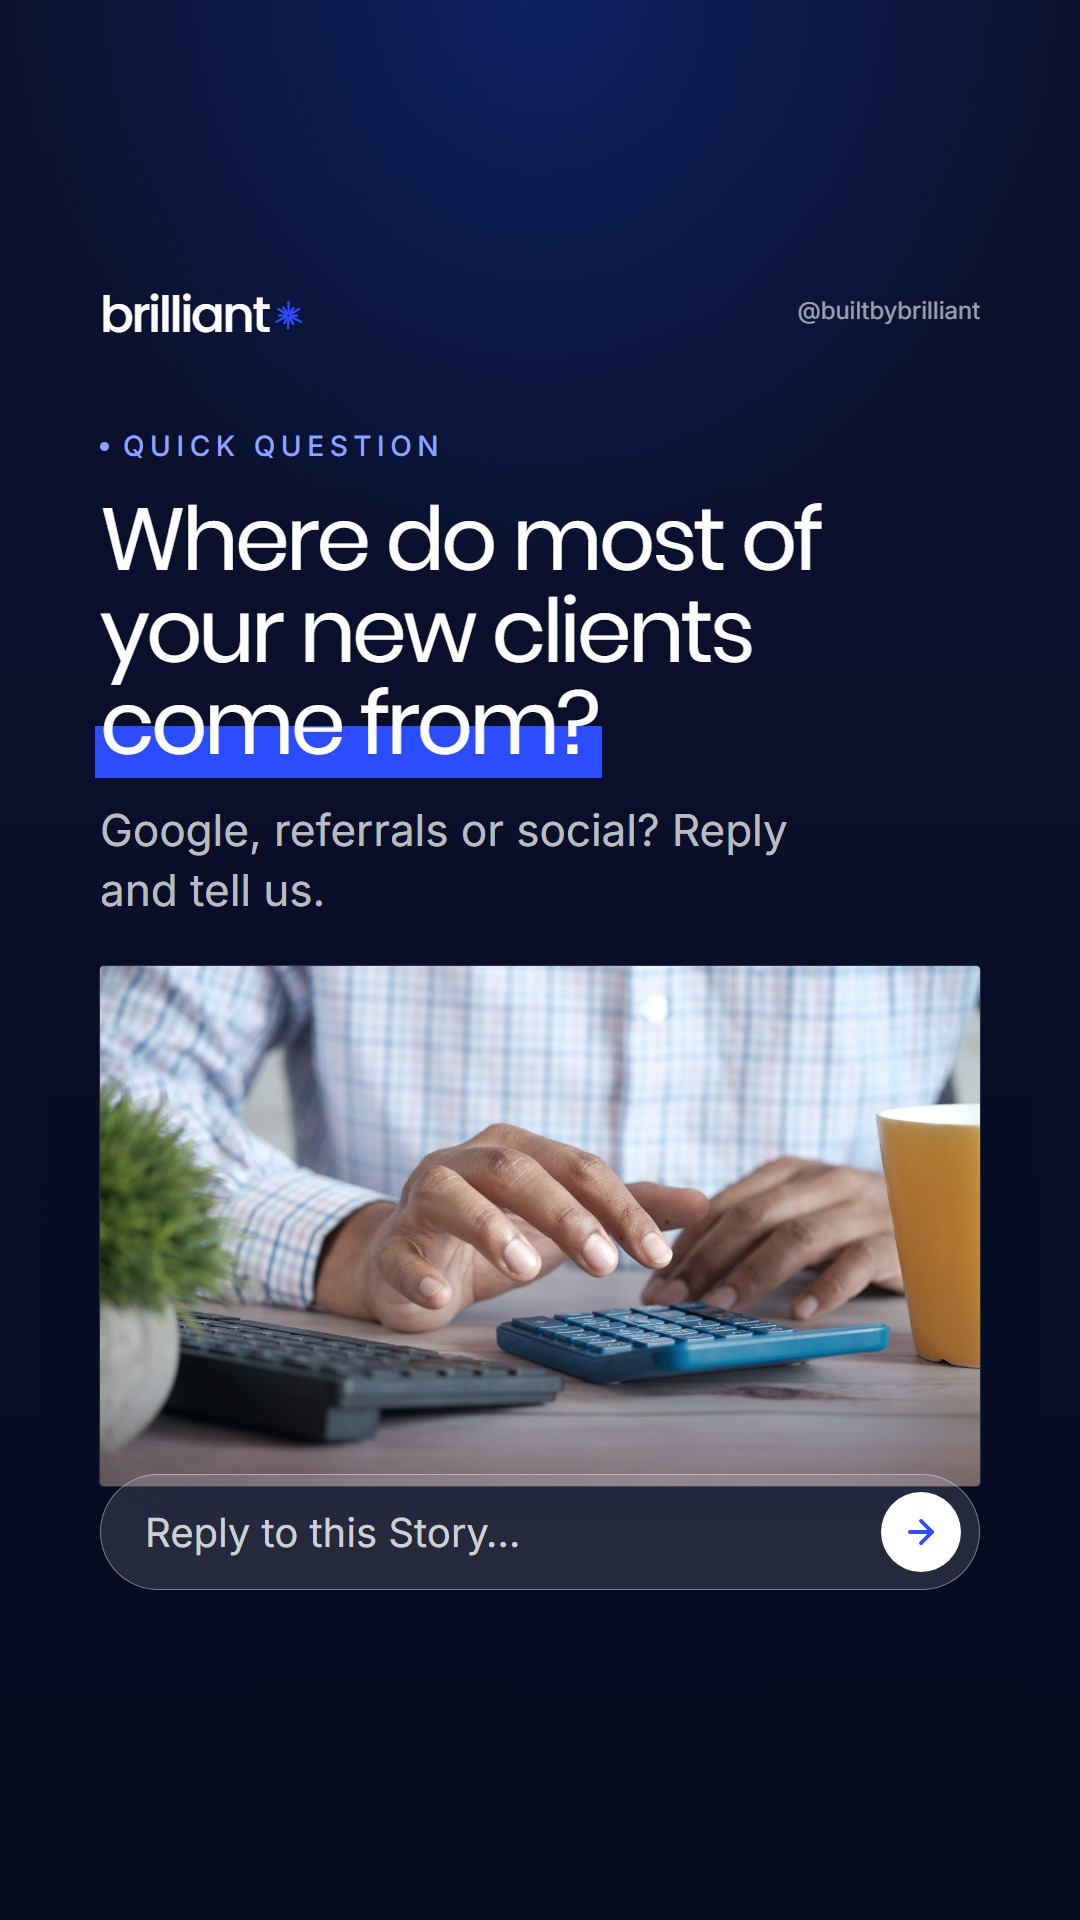 brilliant
@builtbybrilliant
• QUICK QUESTION
Where do most of
your new clients
come from?
Google, referrals or social? Reply
and tell us.
Reply to this Story...